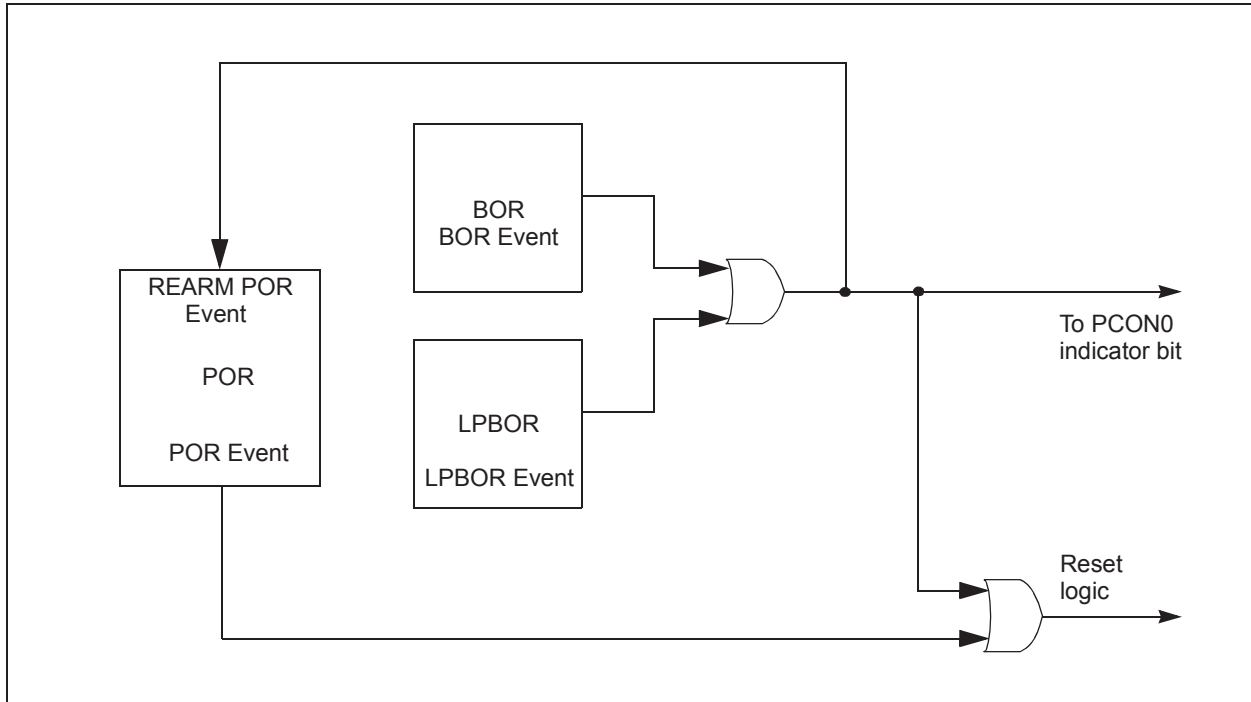 BOR
BOR Event
REARM POR
Event
POR
POR Event
LPBOR
LPBOR Event
To PCON0
indicator bit
Reset
logic